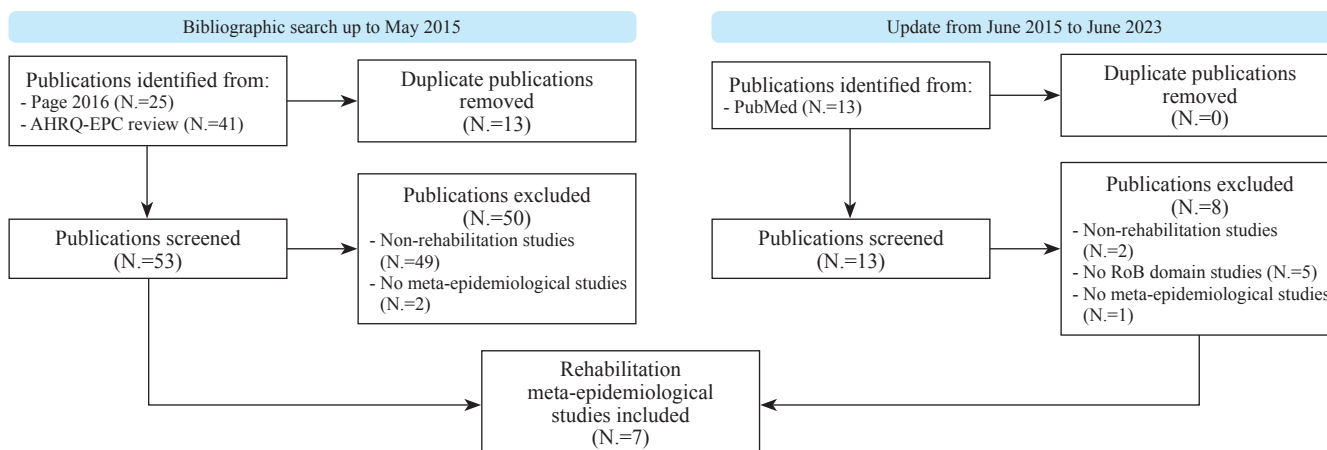 Bibliographic search up to May 2015
Publications identified from:
- Page 2016 (N.=25)
- AHRQ-EPC review (N.=41)
Duplicate publications
removed
(N.=13)
Publications screened
(N.=53)
Publications excluded
(N.=50)
- Non-rehabilitation studies
(N.=49)
- No meta-epidemiological studies
(N.=2)
Update from June 2015 to June 2023
Publications identified from:
- PubMed (N.=13)
Duplicate publications
removed
(N.=0)
Publications screened
(N.=13)
Publications excluded
(N.=8)
- Non-rehabilitation studies
(N.=2)
- No RoB domain studies (N.=5)
- No meta-epidemiological studies
(N.=1)
Rehabilitation
meta-epidemiological
studies included
(N.=7)